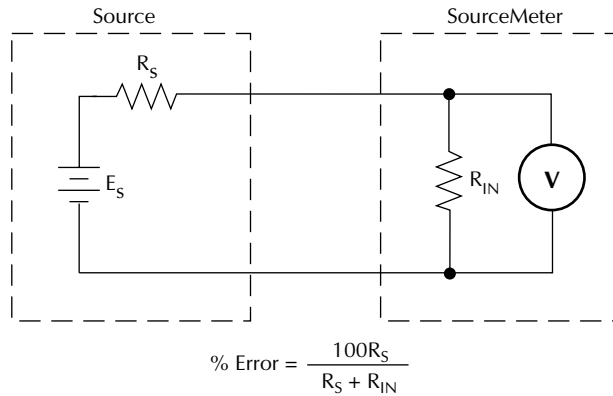 Source
SourceMeter
R_S
E_S
R_IN
V
% Error = 100R_S / R_S + R_IN